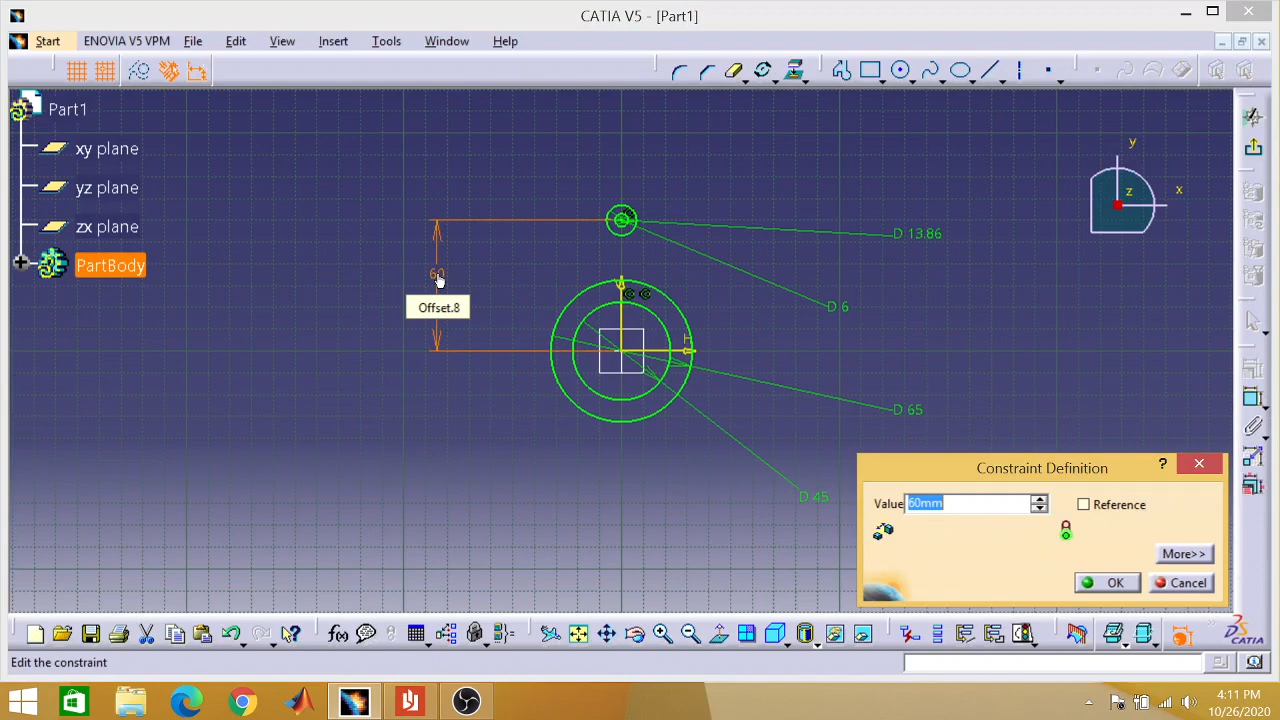 CATIA V5 - [Part1]
Start ENOVIA V5 VPM File Edit View Insert Tools Window Help
Part1
xy plane
yz plane
zx plane
PartBody
y
x
z
D 13.86
60
D 6
Offset.8
H
D 65
D 45
Constraint Definition
Value 60mm
Reference
More>>
OK Cancel
f(x)
CATIA
Edit the constraint
4:11 PM
10/26/2020